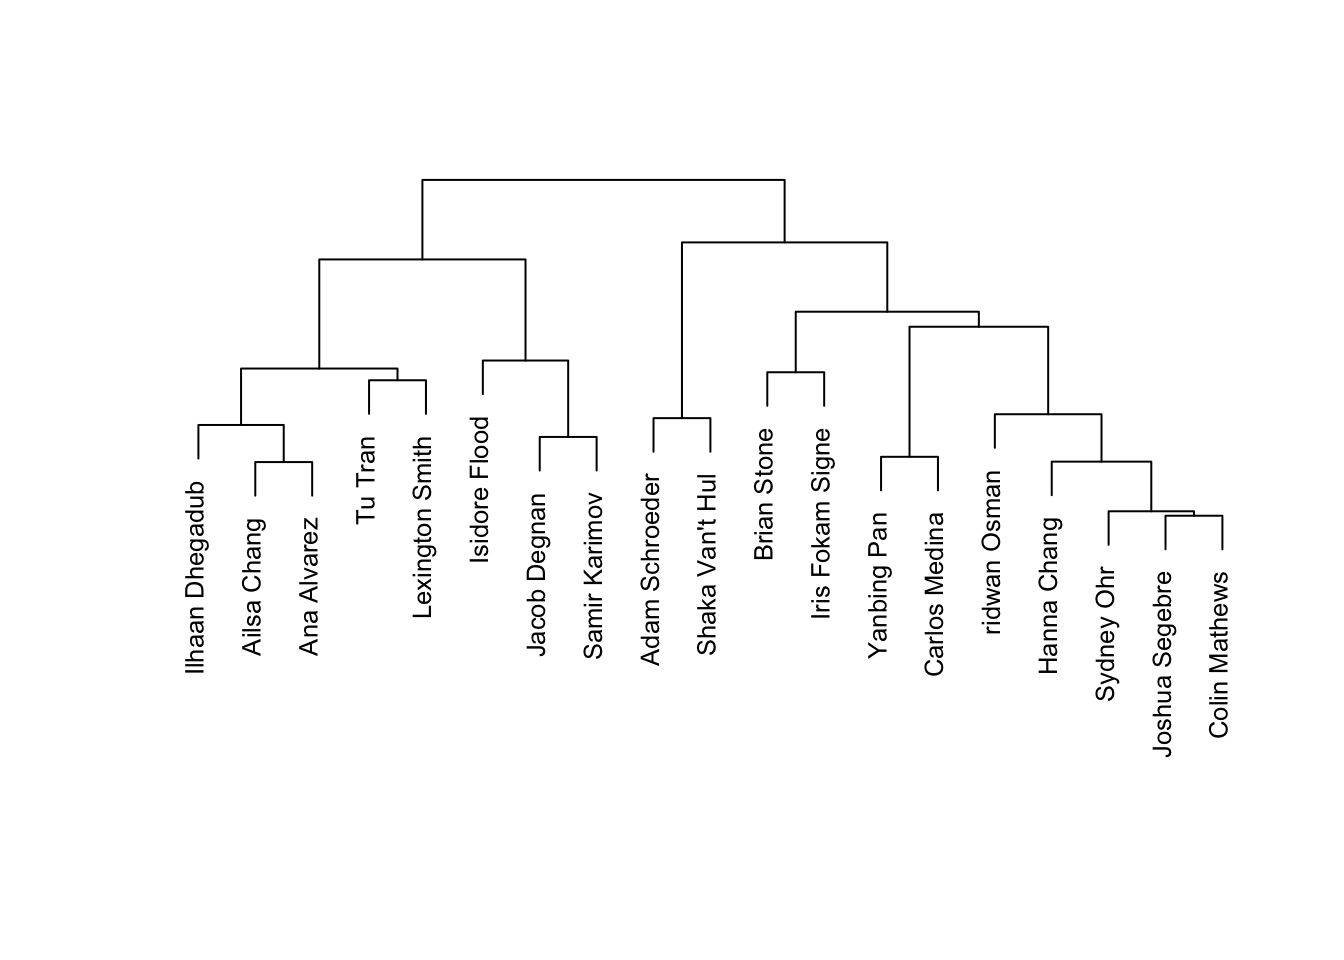 Ilhaan Dhegadub
Ailsa Chang
Ana Alvarez
Tu Tran
Lexington Smith
Isidore Flood
Jacob Degnan
Samir Karimov
Adam Schroeder
Shaka Van't Hul
Brian Stone
Iris Fokam Signe
Yanbing Pan
Carlos Medina
ridwan Osman
Hanna Chang
Sydney Ohr
Joshua Segebre
Colin Mathews